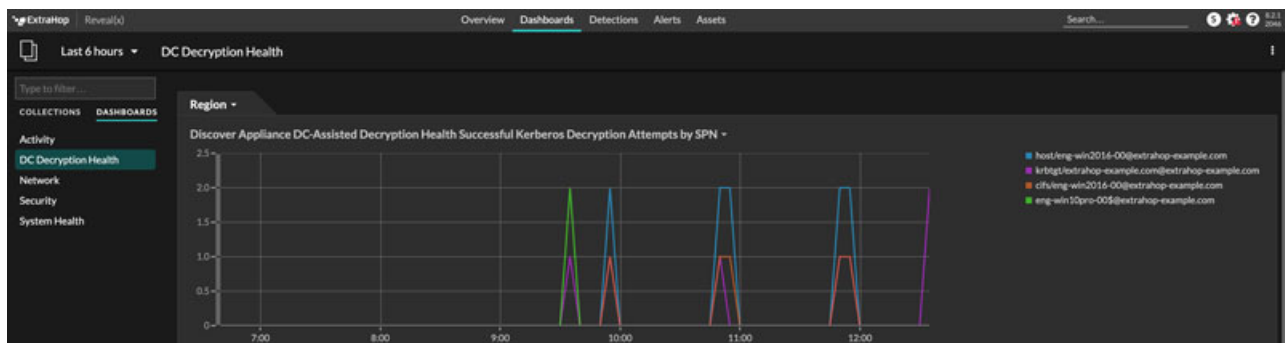 ExtraHop Reveal(x) Overview Dashboards Detections Alerts Assets Search... 8.2.1
2046
Last 6 hours DC Decryption Health
Type to filter...
COLLECTIONS DASHBOARDS
Activity
DC Decryption Health
Network
Security
System Health
Region
Discover Appliance DC-Assisted Decryption Health Successful Kerberos Decryption Attempts by SPN
2.5
2.0
1.5
1.0
0.5
0
7:00 8:00 9:00 10:00 11:00 12:00
host/eng-win2016-00@extrahop-example.com
krbtgt/extrahop-example.com@extrahop-example.com
cifs/eng-win2016-00@extrahop-example.com
eng-win10pro-00$@extrahop-example.com